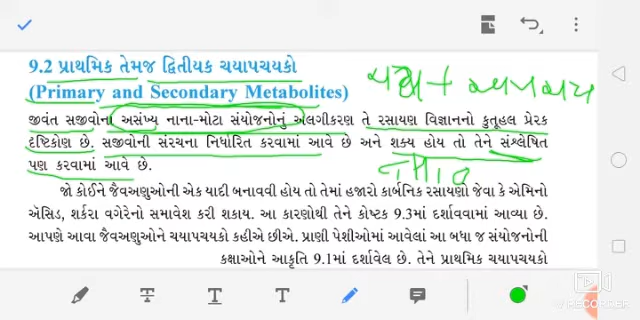 9.2 પ્રાથમિક તેમજ દ્વિતીયક ચયાપચયકો
(Primary and Secondary Metabolites)
ચય + અપચય
જીવંત સજીવોના અસંખ્ય નાના-મોટા સંયોજનોનું અલગીકરણ તે રસાયણ વિજ્ઞાનનો કુતૂહલ પ્રેરક
દૃષ્ટિકોણ છે. સજીવોની સંરચના નિર્ધારિત કરવામાં આવે છે અને શક્ય હોય તો તેને સંશ્લેષિત
પણ કરવામાં આવે છે.
જો કોઈને જૈવઅણુઓની એક યાદી બનાવવી હોય તો તેમાં હજારો કાર્બનિક રસાયણો જેવા કે એમિનો
ઍસિડ, શર્કરા વગેરેનો સમાવેશ કરી શકાય. આ કારણોથી તેને કોષ્ટક 9.3માં દર્શાવવામાં આવ્યા છે.
આપણે આવા જૈવઅણુઓને ચયાપચયકો કહીએ છીએ. પ્રાણી પેશીઓમાં આવેલાં આ બધા જ સંયોજનોની
કક્ષાઓને આકૃતિ 9.1માં દર્શાવેલ છે. તેને પ્રાથમિક ચયાપચયકો
RECORDER